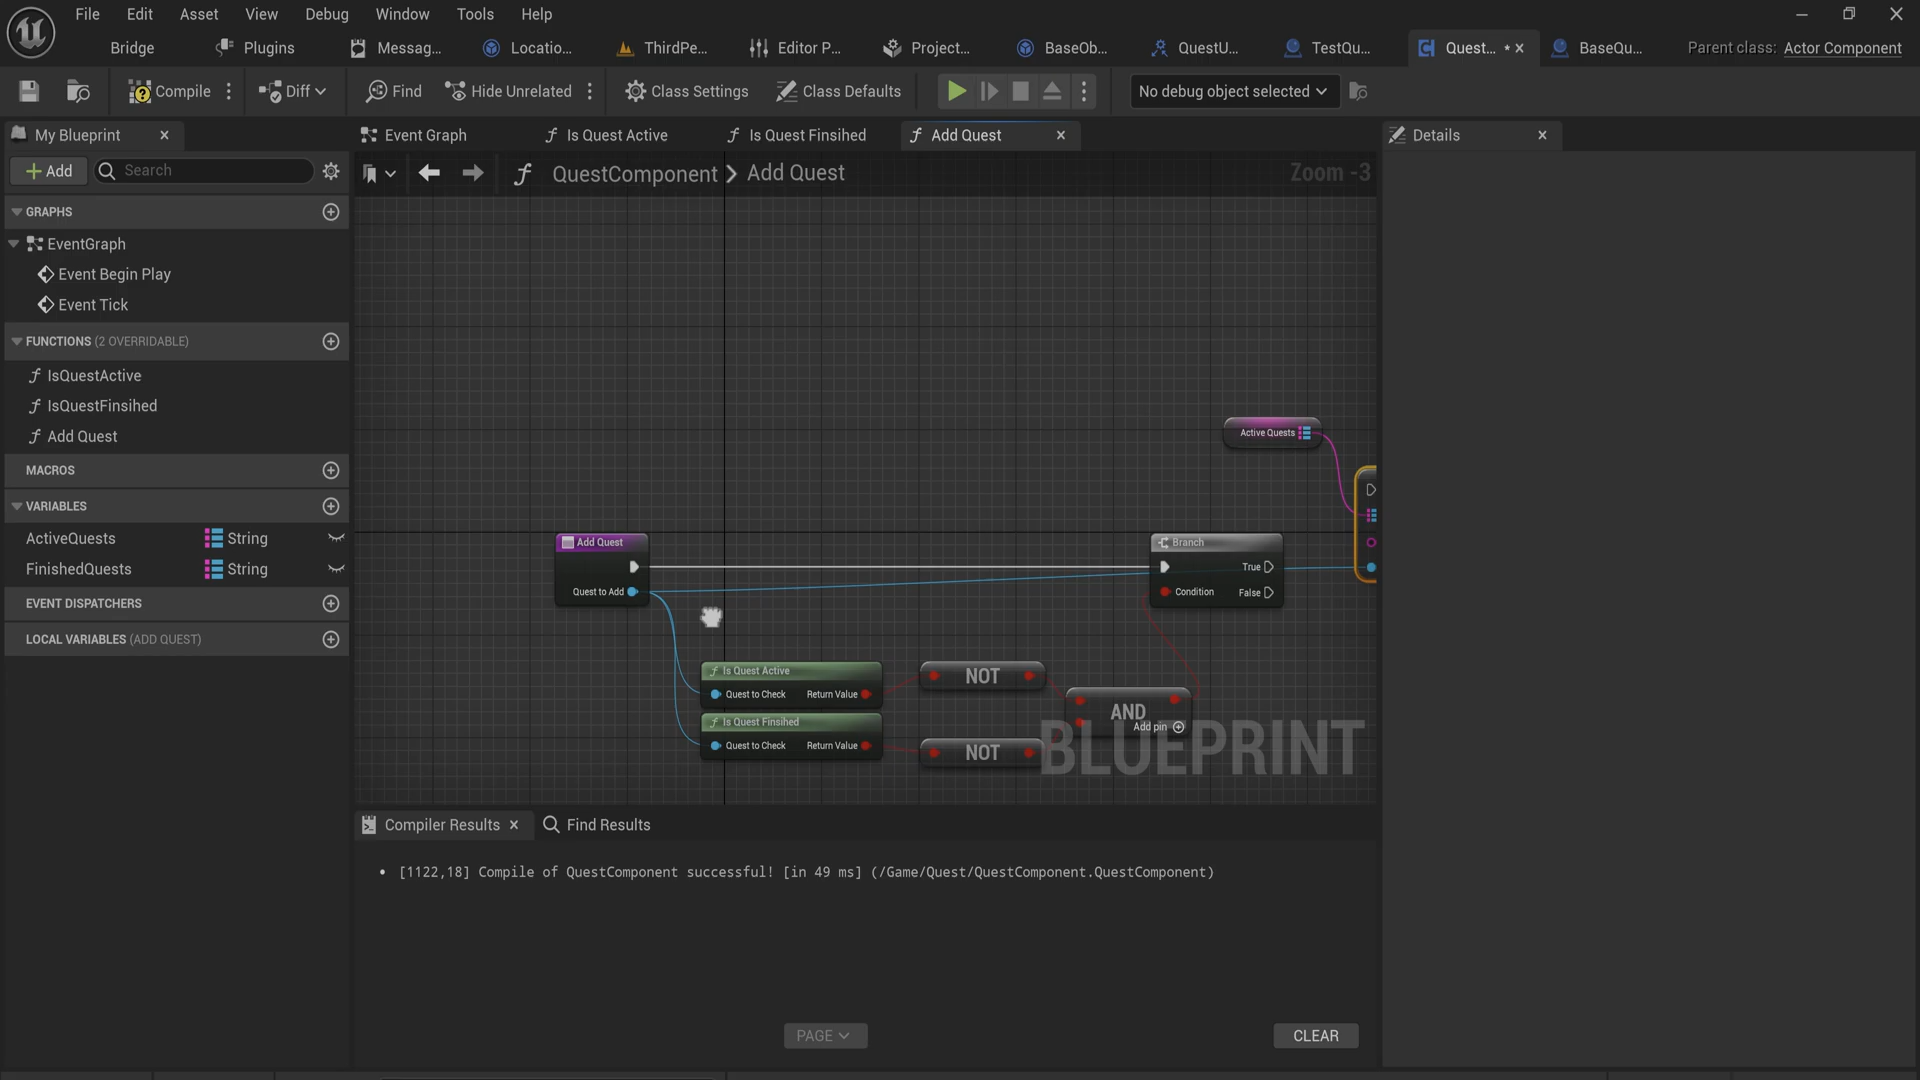 File
Edit
Asset
View
Debug
Window
Tools
Help
Bridge
Plugins
Messag...
Locatio...
ThirdPe...
Editor P...
Project...
BaseOb...
QuestU...
TestQu...
Quest...
BaseQu...
Parent class: Actor Component
Compile
Diff
Find
Hide Unrelated
Class Settings
Class Defaults
No debug object selected
My Blueprint
Event Graph
Is Quest Active
Is Quest Finsihed
Add Quest
Details
Add
Search
QuestComponent > Add Quest
Zoom -3
GRAPHS
EventGraph
Event Begin Play
Event Tick
FUNCTIONS (2 OVERRIDABLE)
IsQuestActive
IsQuestFinsihed
Add Quest
MACROS
VARIABLES
ActiveQuests String
FinishedQuests String
EVENT DISPATCHERS
LOCAL VARIABLES (ADD QUEST)
Active Quests
Add Quest
Quest to Add
Branch
True
Condition
False
Is Quest Active
Quest to Check Return Value
NOT
Is Quest Finsihed
Quest to Check Return Value
NOT
AND
Add pin
BLUEPRINT
Compiler Results
Find Results
[1122,18] Compile of QuestComponent successful! [in 49 ms] (/Game/Quest/QuestComponent.QuestComponent)
PAGE
CLEAR